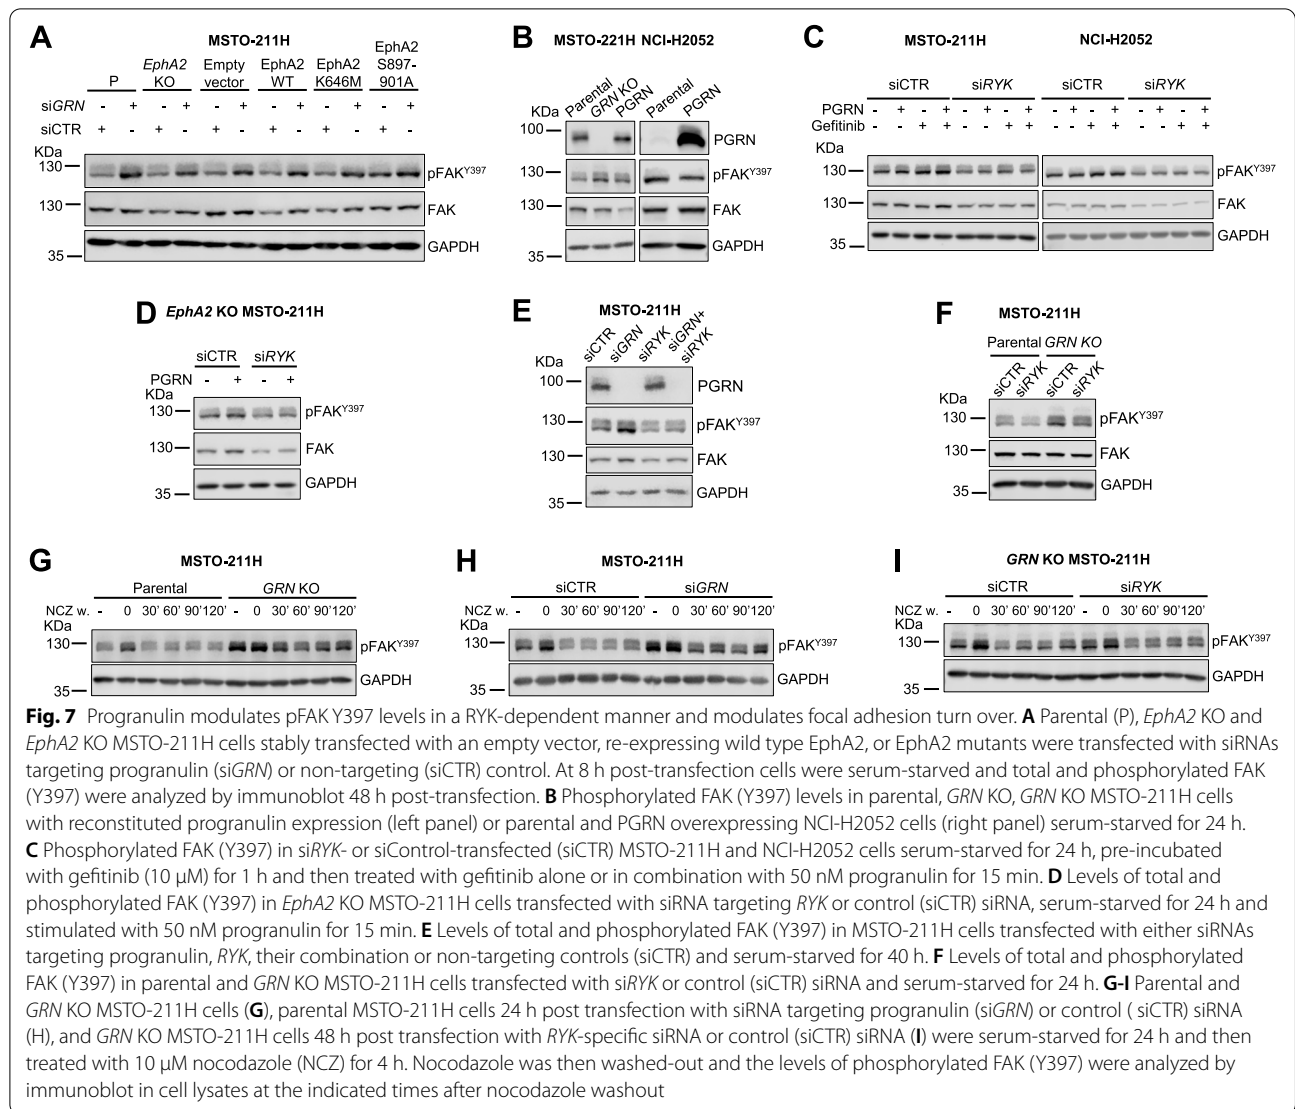 A
MSTO-211H
P
EphA2 KO
Empty vector
EphA2 WT
EphA2 K646M
EphA2 S897-901A
siGRN - + - + - + - + - + - +
siCTR + - + - + - + - + - + -
KDa
130
pFAKY397
130
FAK
35
GAPDH
B
MSTO-221H NCI-H2052
Parental GRN KO PGRN Parental PGRN
KDa
100
PGRN
130
pFAKY397
130
FAK
35
GAPDH
C
MSTO-211H NCI-H2052
siCTR siRYK siCTR siRYK
PGRN - + - + - + - + - + - + - + - +
Gefitinib - - + + - - + + - - + + - - + +
KDa
130
pFAKY397
130
FAK
35
GAPDH
D
EphA2 KO MSTO-211H
siCTR siRYK
PGRN - + - +
KDa
130
pFAKY397
130
FAK
35
GAPDH
E
MSTO-211H
siCTR siGRN siRYK siGRN+ siRYK
KDa
100
PGRN
130
pFAKY397
130
FAK
35
GAPDH
F
MSTO-211H
Parental GRN KO
siCTR siRYK siCTR siRYK
KDa
130
pFAKY397
130
FAK
35
GAPDH
G
MSTO-211H
Parental GRN KO
NCZ w. - 0 30' 60' 90' 120' - 0 30' 60' 90' 120'
KDa
130
pFAKY397
GAPDH
35
H
MSTO-211H
siCTR siGRN
NCZ w. - 0 30' 60' 90' 120' - 0 30' 60' 90' 120'
KDa
130
pFAKY397
GAPDH
35
I
GRN KO MSTO-211H
siCTR siRYK
NCZ w. - 0 30' 60' 90' 120' - 0 30' 60' 90' 120'
KDa
130
pFAKY397
GAPDH
35
Fig. 7 Progranulin modulates pFAK Y397 levels in a RYK-dependent manner and modulates focal adhesion turn over. A Parental (P), EphA2 KO and
EphA2 KO MSTO-211H cells stably transfected with an empty vector, re-expressing wild type EphA2, or EphA2 mutants were transfected with siRNAs
targeting progranulin (siGRN) or non-targeting (siCTR) control. At 8 h post-transfection cells were serum-starved and total and phosphorylated FAK
(Y397) were analyzed by immunoblot 48 h post-transfection. B Phosphorylated FAK (Y397) levels in parental, GRN KO, GRN KO MSTO-211H cells
with reconstituted progranulin expression (left panel) or parental and PGRN overexpressing NCI-H2052 cells (right panel) serum-starved for 24 h.
C Phosphorylated FAK (Y397) in siRYK- or siControl-transfected (siCTR) MSTO-211H and NCI-H2052 cells serum-starved for 24 h, pre-incubated
with gefitinib (10 μM) for 1 h and then treated with gefitinib alone or in combination with 50 nM progranulin for 15 min. D Levels of total and
phosphorylated FAK (Y397) in EphA2 KO MSTO-211H cells transfected with siRNA targeting RYK or control (siCTR) siRNA, serum-starved for 24 h and
stimulated with 50 nM progranulin for 15 min. E Levels of total and phosphorylated FAK (Y397) in MSTO-211H cells transfected with either siRNAs
targeting progranulin, RYK, their combination or non-targeting controls (siCTR) and serum-starved for 40 h. F Levels of total and phosphorylated
FAK (Y397) in parental and GRN KO MSTO-211H cells transfected with siRYK or control (siCTR) siRNA and serum-starved for 24 h. G-I Parental and
GRN KO MSTO-211H cells (G), parental MSTO-211H cells 24 h post transfection with siRNA targeting progranulin (siGRN) or control ( siCTR) siRNA
(H), and GRN KO MSTO-211H cells 48 h post transfection with RYK-specific siRNA or control (siCTR) siRNA (I) were serum-starved for 24 h and then
treated with 10 μM nocodazole (NCZ) for 4 h. Nocodazole was then washed-out and the levels of phosphorylated FAK (Y397) were analyzed by
immunoblot in cell lysates at the indicated times after nocodazole washout